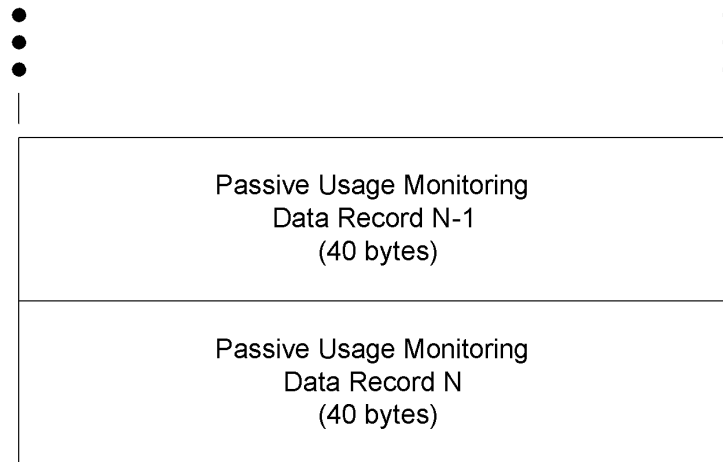 Passive Usage Monitoring
Data Record N-1
(40 bytes)
Passive Usage Monitoring
Data Record N
(40 bytes)